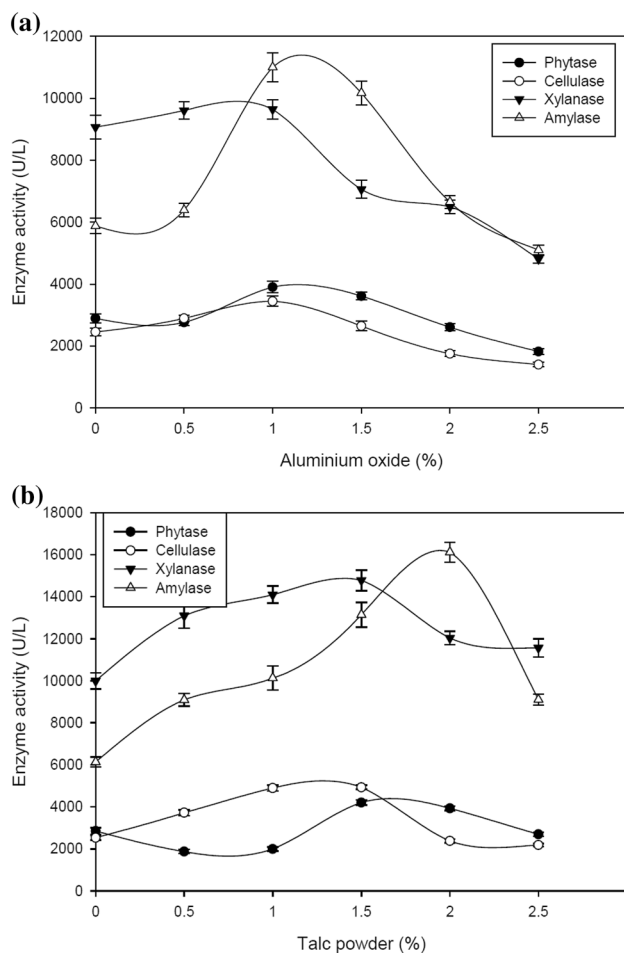 (a)
12000
10000
8000
6000
4000
2000
0
Enzyme activity (U/L)
Phytase
Cellulase
Xylanase
Amylase
0 0.5 1 1.5 2 2.5
Aluminium oxide (%)
(b)
18000
16000
14000
12000
10000
8000
6000
4000
2000
0
Enzyme activity (U/L)
Phytase
Cellulase
Xylanase
Amylase
0 0.5 1 1.5 2 2.5
Talc powder (%)